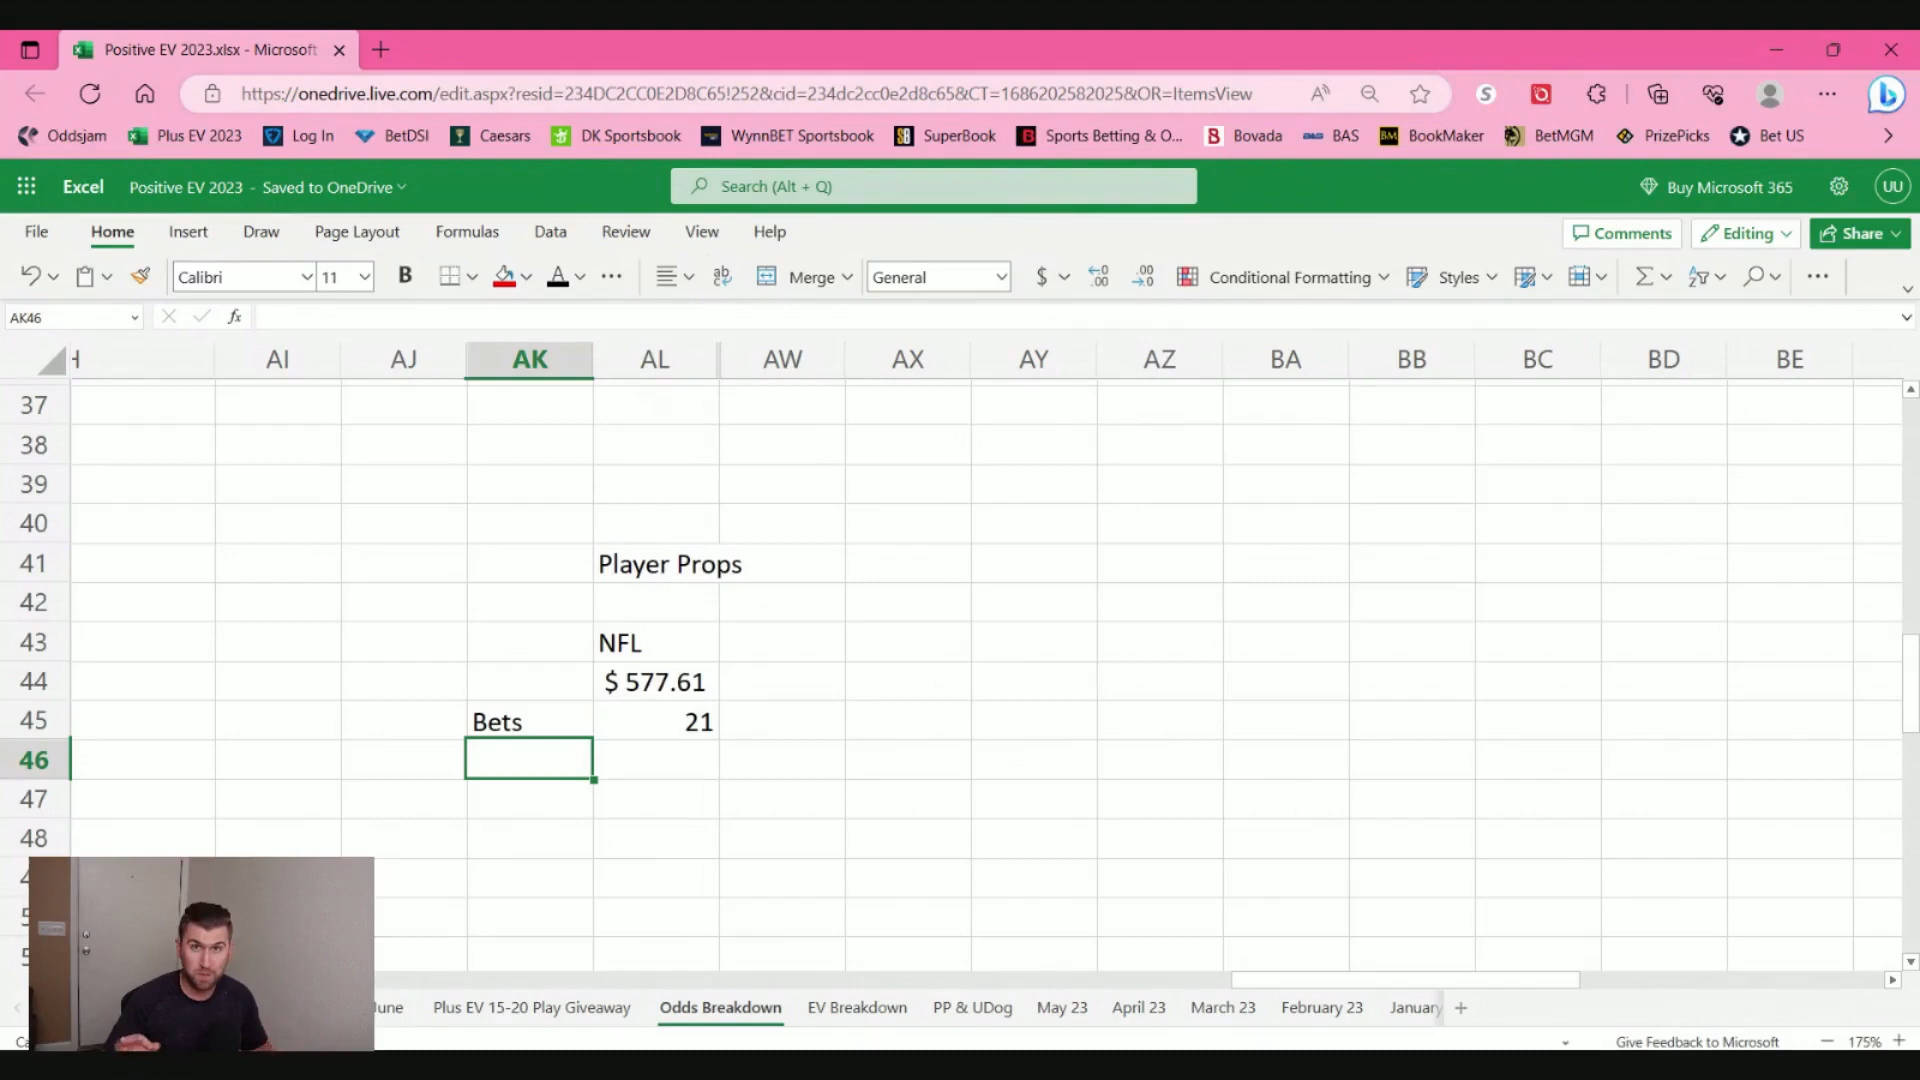 Positive EV 2023.xlsx - Microsoft
https://onedrive.live.com/edit.aspx?resid=234DC2CC0E2D8C65!252&cid=234dc2cc0e2d8c65&CT=1686202582025&OR=ItemsView
Oddsjam Plus EV 2023 Log In BetDSI Caesars DK Sportsbook WynnBET Sportsbook SuperBook Sports Betting & O... Bovada BAS BookMaker BetMGM PrizePicks Bet US
Excel Positive EV 2023 - Saved to OneDrive Search (Alt + Q) Buy Microsoft 365 UU
File Home Insert Draw Page Layout Formulas Data Review View Help Comments Editing Share
Calibri 11 B A ab Merge General $ .00 .00 Conditional Formatting Styles
AK46 fx
H AI AJ AK AL AW AX AY AZ BA BB BC BD BE
37
38
39
40
41 Player Props
42
43 NFL
44 $ 577.61
45 Bets 21
46
47
48
June Plus EV 15-20 Play Giveaway Odds Breakdown EV Breakdown PP & UDog May 23 April 23 March 23 February 23 January
Give Feedback to Microsoft 175%